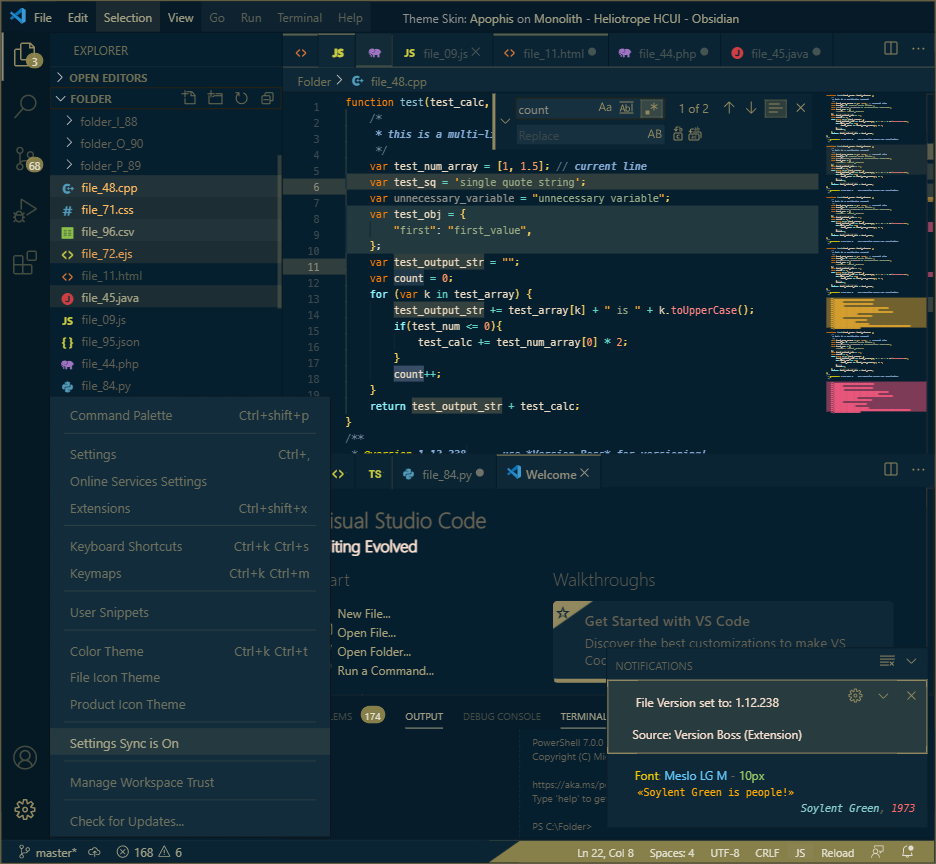 File Edit Selection View Go Run Terminal Help Theme Skin: Apophis on Monolith - Heliotrope HCUI - Obsidian
3
68
EXPLORER
OPEN EDITORS
FOLDER
folder_I_88
folder_O_90
folder_P_89
file_48.cpp
file_71.css
file_96.csv
file_72.ejs
file_11.html
file_45.java
file_09.js
file_95.json
file_44.php
file_84.py
JS JS file_09.js file_11.html file_44.php file_45.java
Folder > file_48.cpp
count Aa Abl .* 1 of 2
Replace AB
1 function test(test_calc,
2 /*
3 * this is a multi-li
4 */
5 var test_num_array = [1, 1.5]; // current line
6 var test_sq = 'single quote string';
7 var unnecessary_variable = "unnecessary variable";
8 var test_obj = {
9 "first": "first_value",
10 };
11 var test_output_str = "";
12 var count = 0;
13 for (var k in test_array) {
14 test_output_str += test_array[k] + " is " + k.toUpperCase();
15 if(test_num <= 0){
16 test_calc += test_num_array[0] * 2;
17 }
18 count++;
19 }
return test_output_str + test_calc;
}
/**
* @version 1.12.238 use *Version Boss* for versioning!
Command Palette Ctrl+shift+p
Settings Ctrl+,
Online Services Settings
Extensions Ctrl+shift+x
Keyboard Shortcuts Ctrl+k Ctrl+s
Keymaps Ctrl+k Ctrl+m
User Snippets
Color Theme Ctrl+k Ctrl+t
File Icon Theme
Product Icon Theme
Settings Sync is On
Manage Workspace Trust
Check for Updates...
TS file_84.py Welcome
isual Studio Code
iting Evolved
art
New File...
Open File...
Open Folder...
Run a Command...
Walkthroughs
Get Started with VS Code
Discover the best customizations to make VS
Cod
NOTIFICATIONS
File Version set to: 1.12.238
Source: Version Boss (Extension)
Font: Meslo LG M - 10px
«Soylent Green is people!»
Soylent Green, 1973
LEMS 174 OUTPUT DEBUG CONSOLE TERMINAL
PowerShell 7.0.0
Copyright (C) Mi
https://aka.ms/p
Type 'help' to ge
PS C:\Folder>
master* 168 6 Ln 22, Col 8 Spaces: 4 UTF-8 CRLF JS Reload